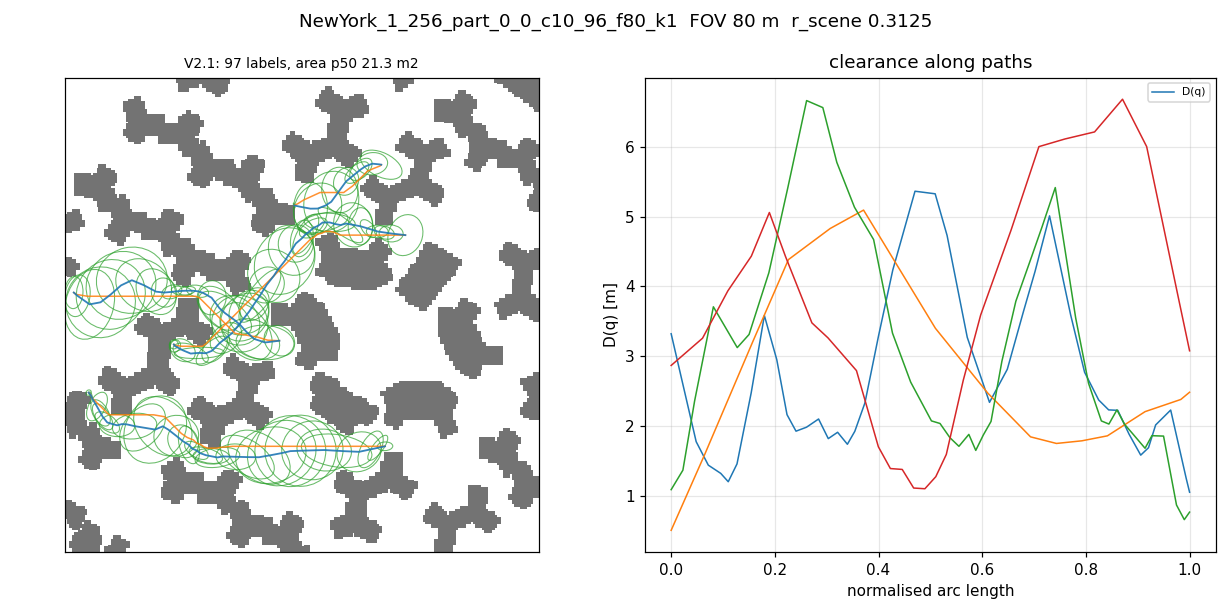 NewYork_1_256_part_0_0_c10_96_f80_k1  FOV 80 m  r_scene 0.3125
V2.1: 97 labels, area p50 21.3 m2
clearance along paths
D(q)
D(q) [m]
6
5
4
3
2
1
0.0 0.2 0.4 0.6 0.8 1.0
normalised arc length